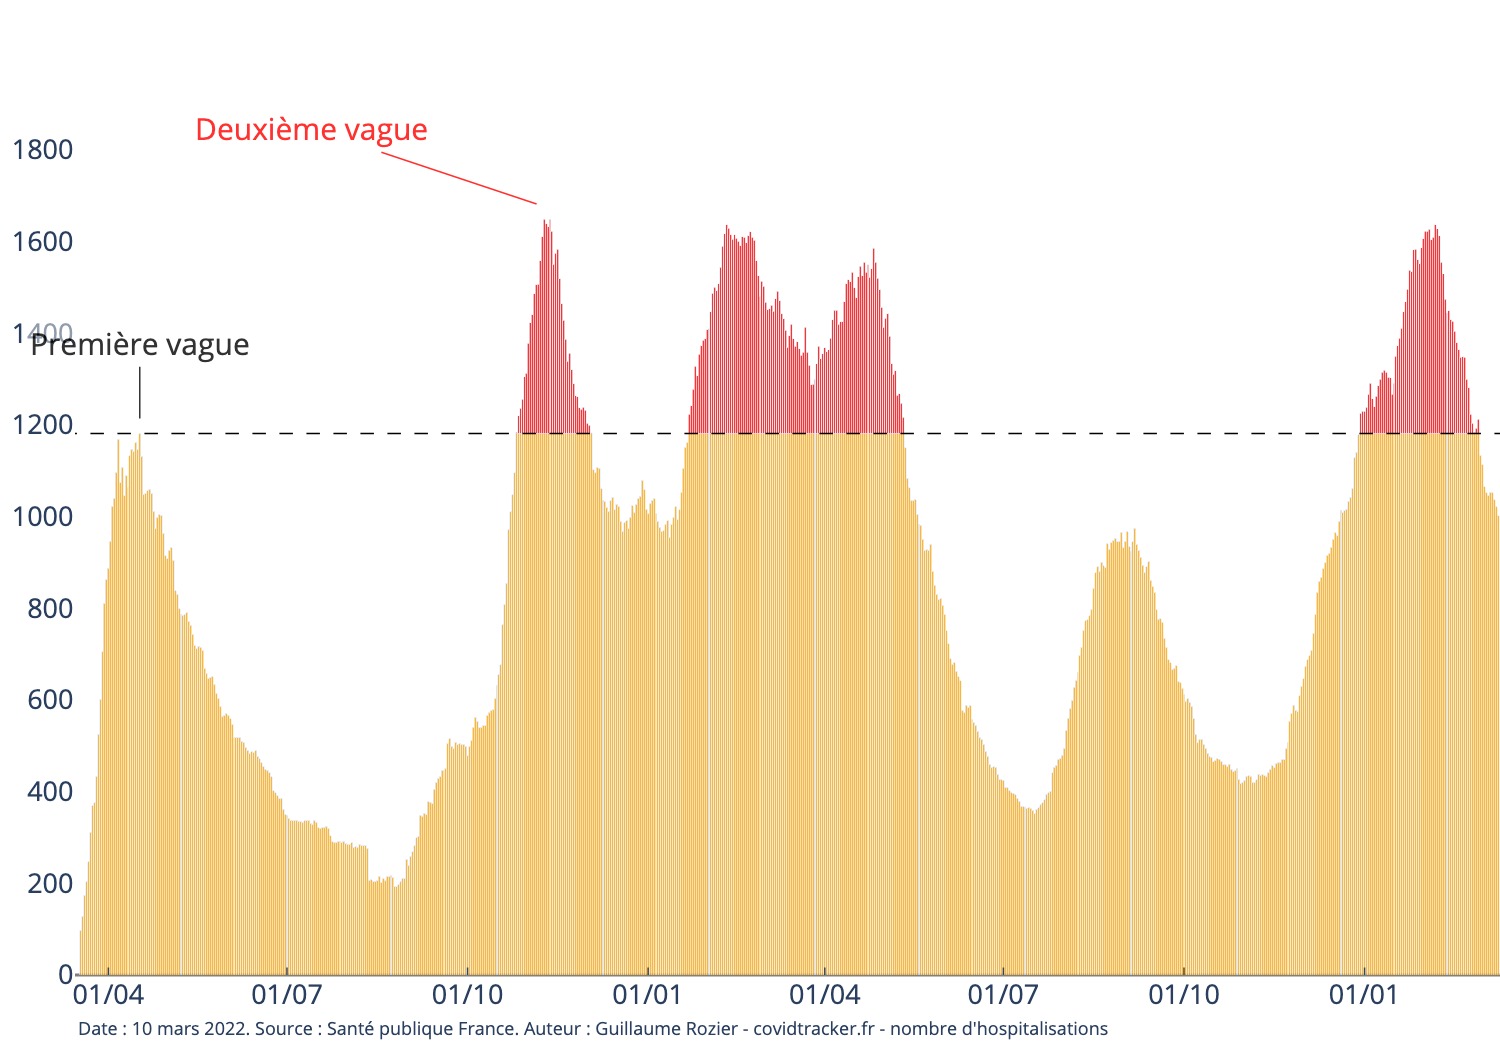 Deuxième vague
1800
1600
1400
Première vague
1200
1000
800
600
400
200
0
01/04 01/07 01/10 01/01 01/04 01/07 01/10 01/01
Date : 10 mars 2022. Source : Santé publique France. Auteur : Guillaume Rozier - covidtracker.fr - nombre d'hospitalisations